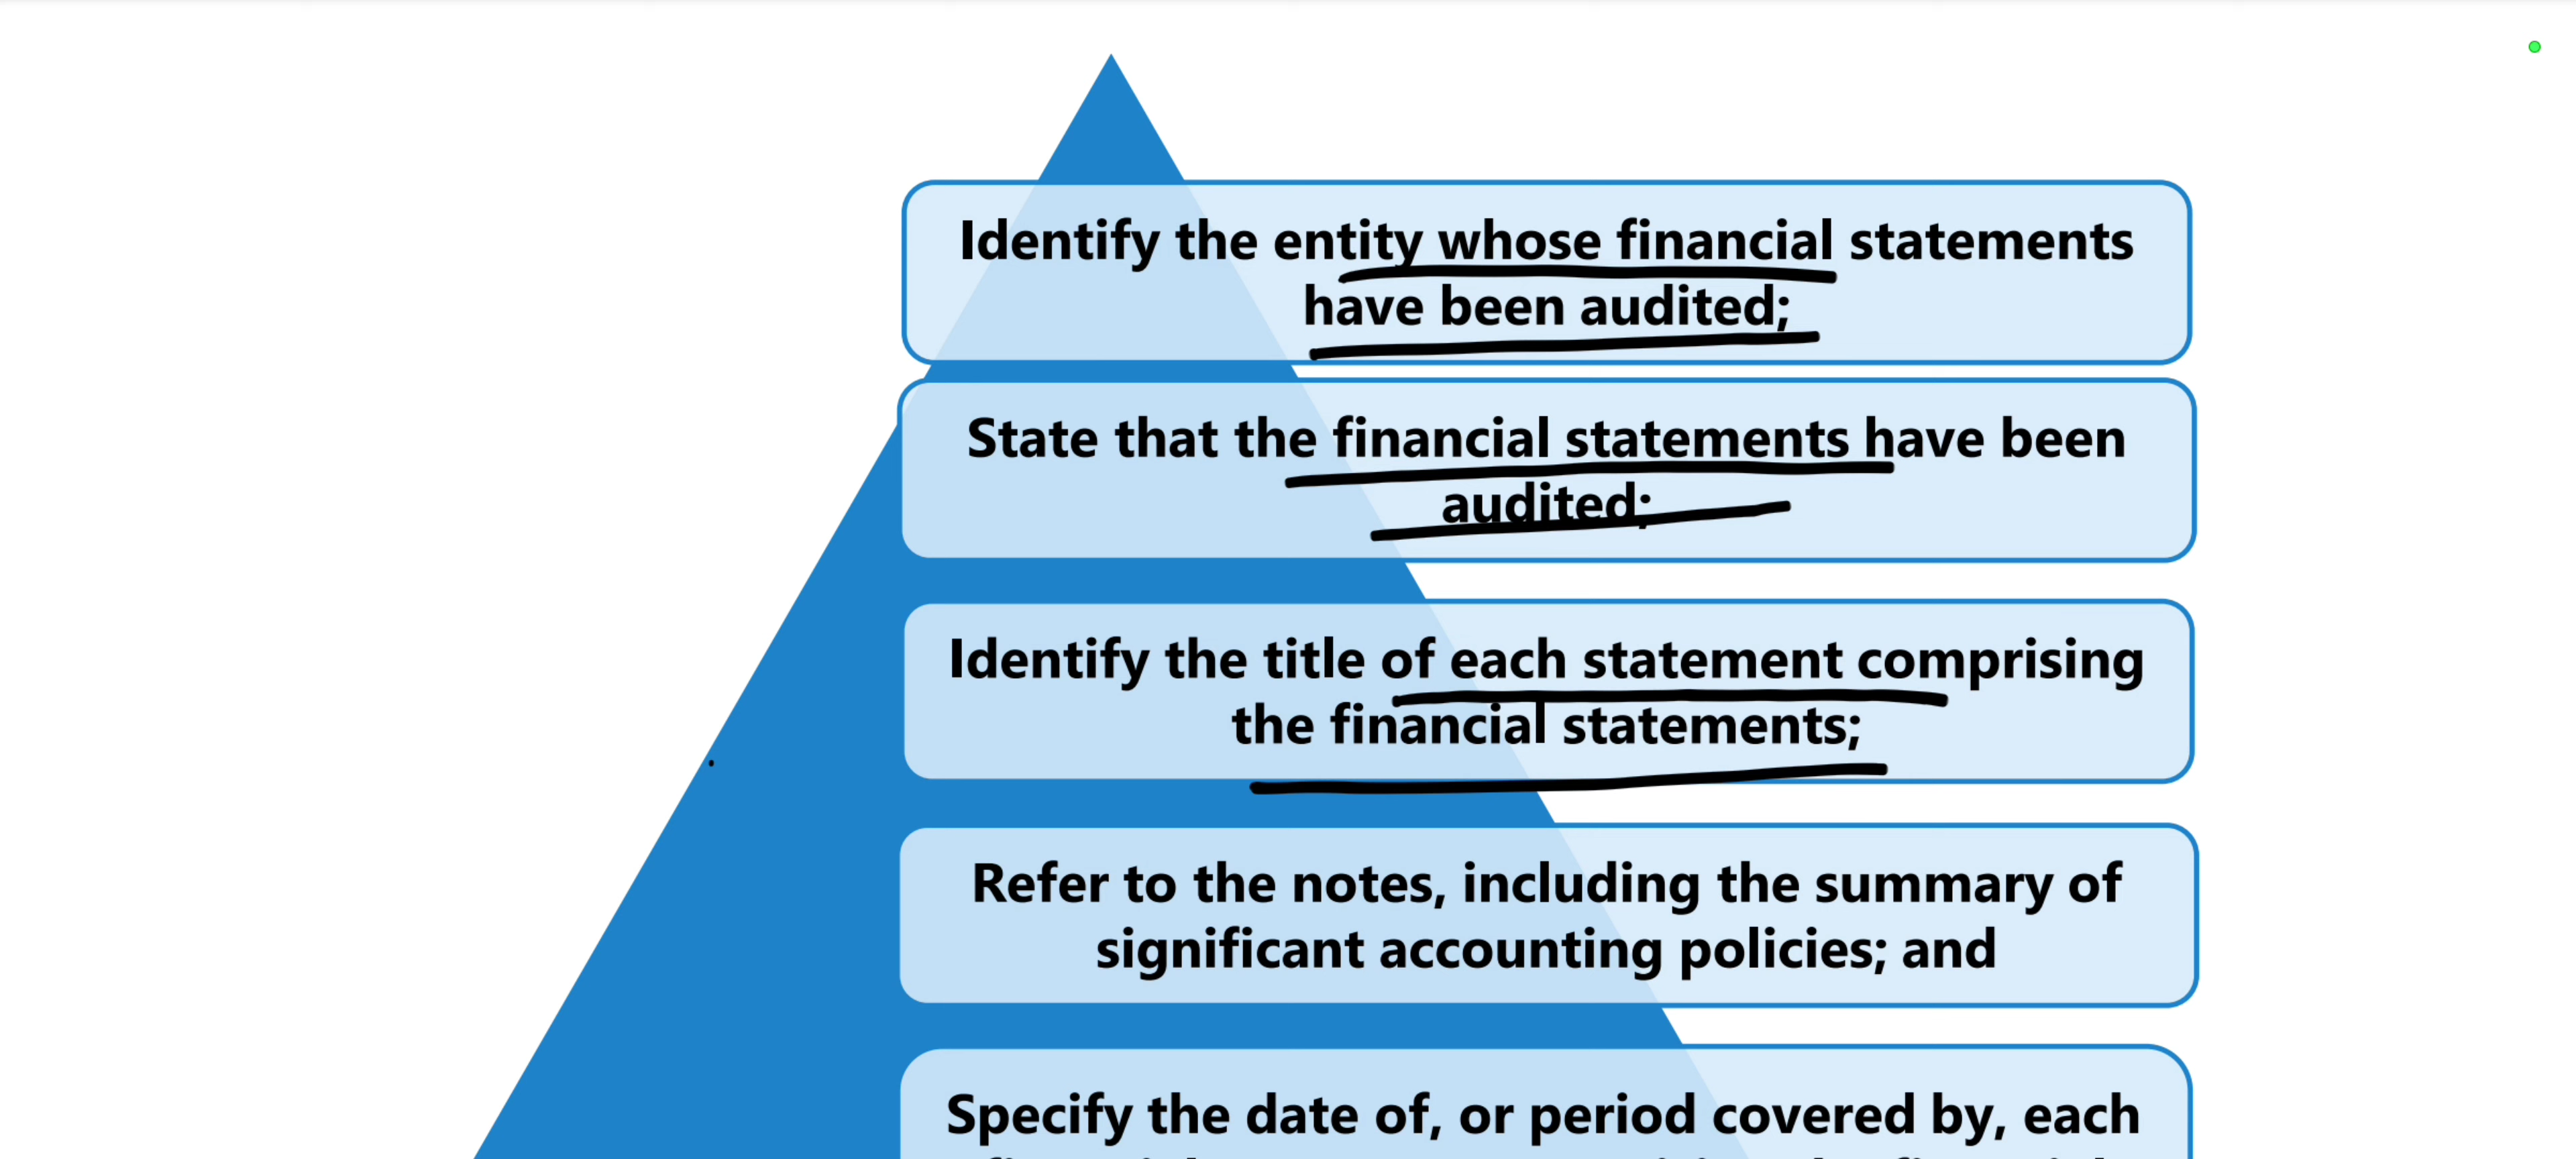 Identify the entity whose financial statements
have been audited;
State that the financial statements have been
audited;
Identify the title of each statement comprising
the financial statements;
Refer to the notes, including the summary of
significant accounting policies; and
Specify the date of, or period covered by, each